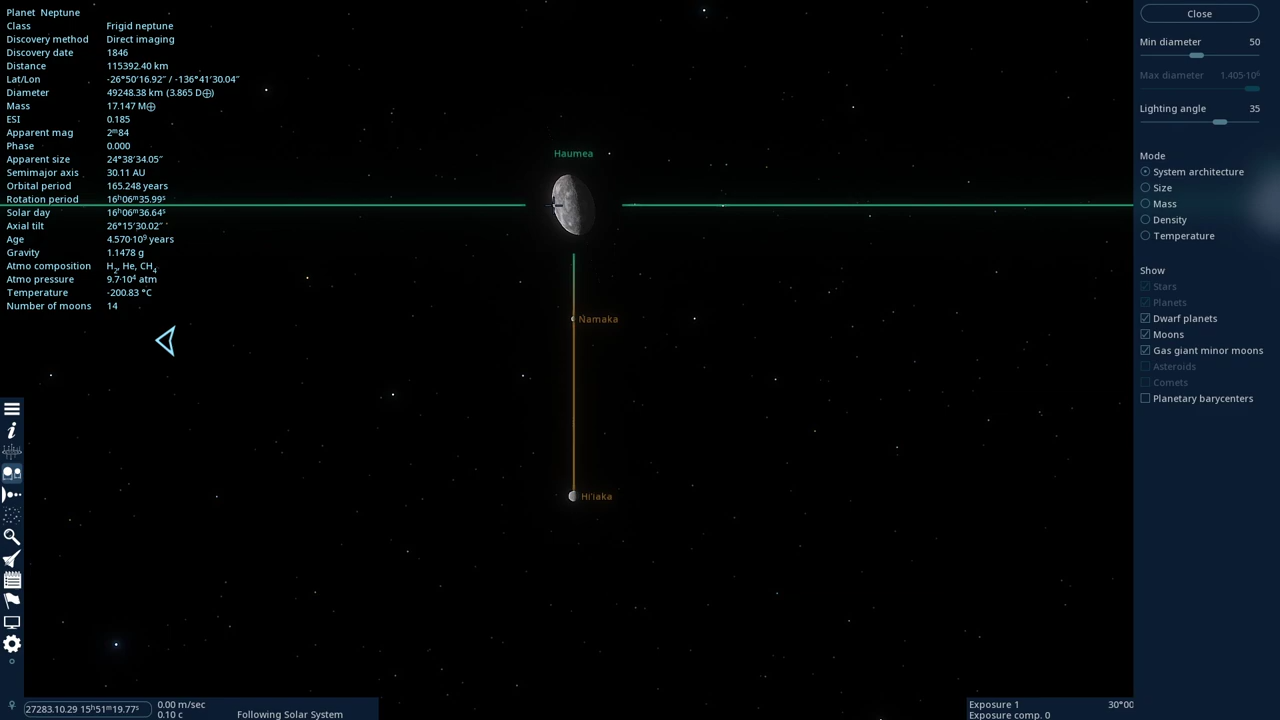 Planet Neptune
Class Frigid neptune
Discovery method Direct imaging
Discovery date 1846
Distance 115392.40 km
Lat/Lon -26°50′16.92″ / -136°41′30.04″
Diameter 49248.38 km (3.865 D⊕)
Mass 17.147 M⊕
ESI 0.185
Apparent mag 2ᵐ84
Phase 0.000
Apparent size 24°38′34.05″
Semimajor axis 30.11 AU
Orbital period 165.248 years
Rotation period 16ʰ06ᵐ35.99ˢ
Solar day 16ʰ06ᵐ36.64ˢ
Axial tilt 26°15′30.02″
Age 4.570·10⁹ years
Gravity 1.1478 g
Atmo composition H₂, He, CH₄
Atmo pressure 9.7·10⁴ atm
Temperature -200.83 °C
Number of moons 14
Haumea
Namaka
Hi'iaka
Close
Min diameter 50
Max diameter 1.405·10⁶
Lighting angle 35
Mode
System architecture
Size
Mass
Density
Temperature
Show
Stars
Planets
Dwarf planets
Moons
Gas giant minor moons
Asteroids
Comets
Planetary barycenters
27283.10.29 15ʰ51ᵐ19.77ˢ
0.00 m/sec
0.10 c
Following Solar System
Exposure 1
30°00
Exposure comp. 0